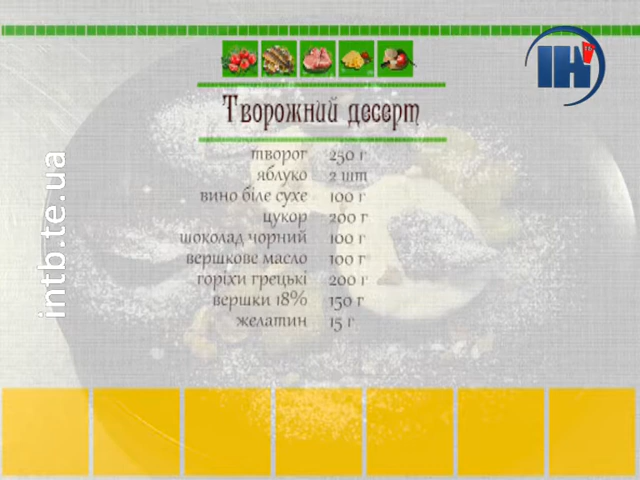 ІНТБ
Творожний десерт
творог 250 г
яблуко 2 шт
вино біле сухе 100 г
цукор 200 г
шоколад чорний 100 г
вершкове масло 100 г
горіхи грецькі 200 г
вершки 18% 150 г
желатин 15 г
intb.te.ua